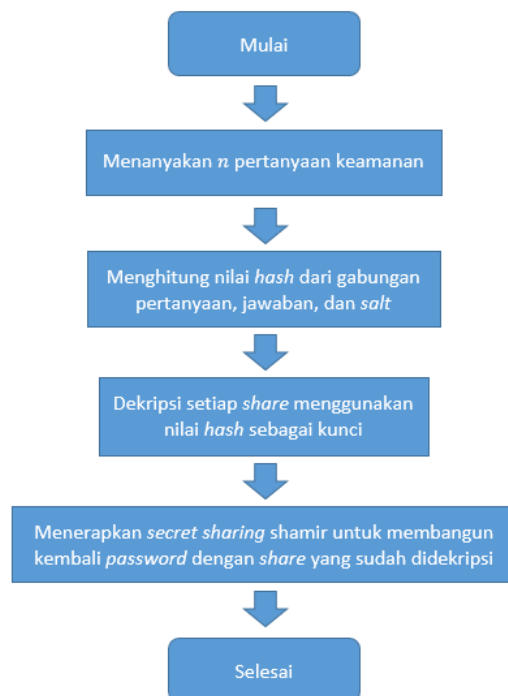 Mulai
Menanyakan n pertanyaan keamanan
Menghitung nilai hash dari gabungan
pertanyaan, jawaban, dan salt
Dekripsi setiap share menggunakan
nilai hash sebagai kunci
Menerapkan secret sharing shamir untuk membangun
kembali password dengan share yang sudah didekripsi
Selesai